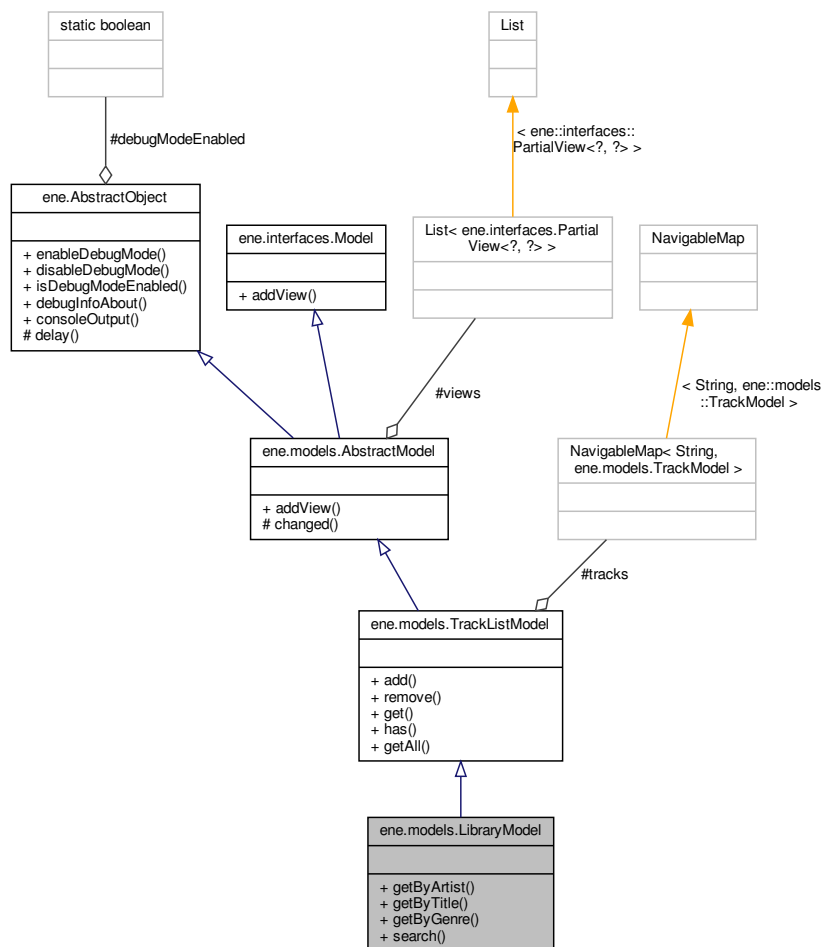 static boolean
List
#debugModeEnabled
< ene::interfaces::
PartialView<?, ?> >
ene.AbstractObject
+ enableDebugMode()
+ disableDebugMode()
+ isDebugModeEnabled()
+ debugInfoAbout()
+ consoleOutput()
# delay()
ene.interfaces.Model
+ addView()
List< ene.interfaces.Partial
View<?, ?> >
NavigableMap
#views
< String, ene::models
::TrackModel >
ene.models.AbstractModel
+ addView()
# changed()
NavigableMap< String,
ene.models.TrackModel >
#tracks
ene.models.TrackListModel
+ add()
+ remove()
+ get()
+ has()
+ getAll()
ene.models.LibraryModel
+ getByArtist()
+ getByTitle()
+ getByGenre()
+ search()